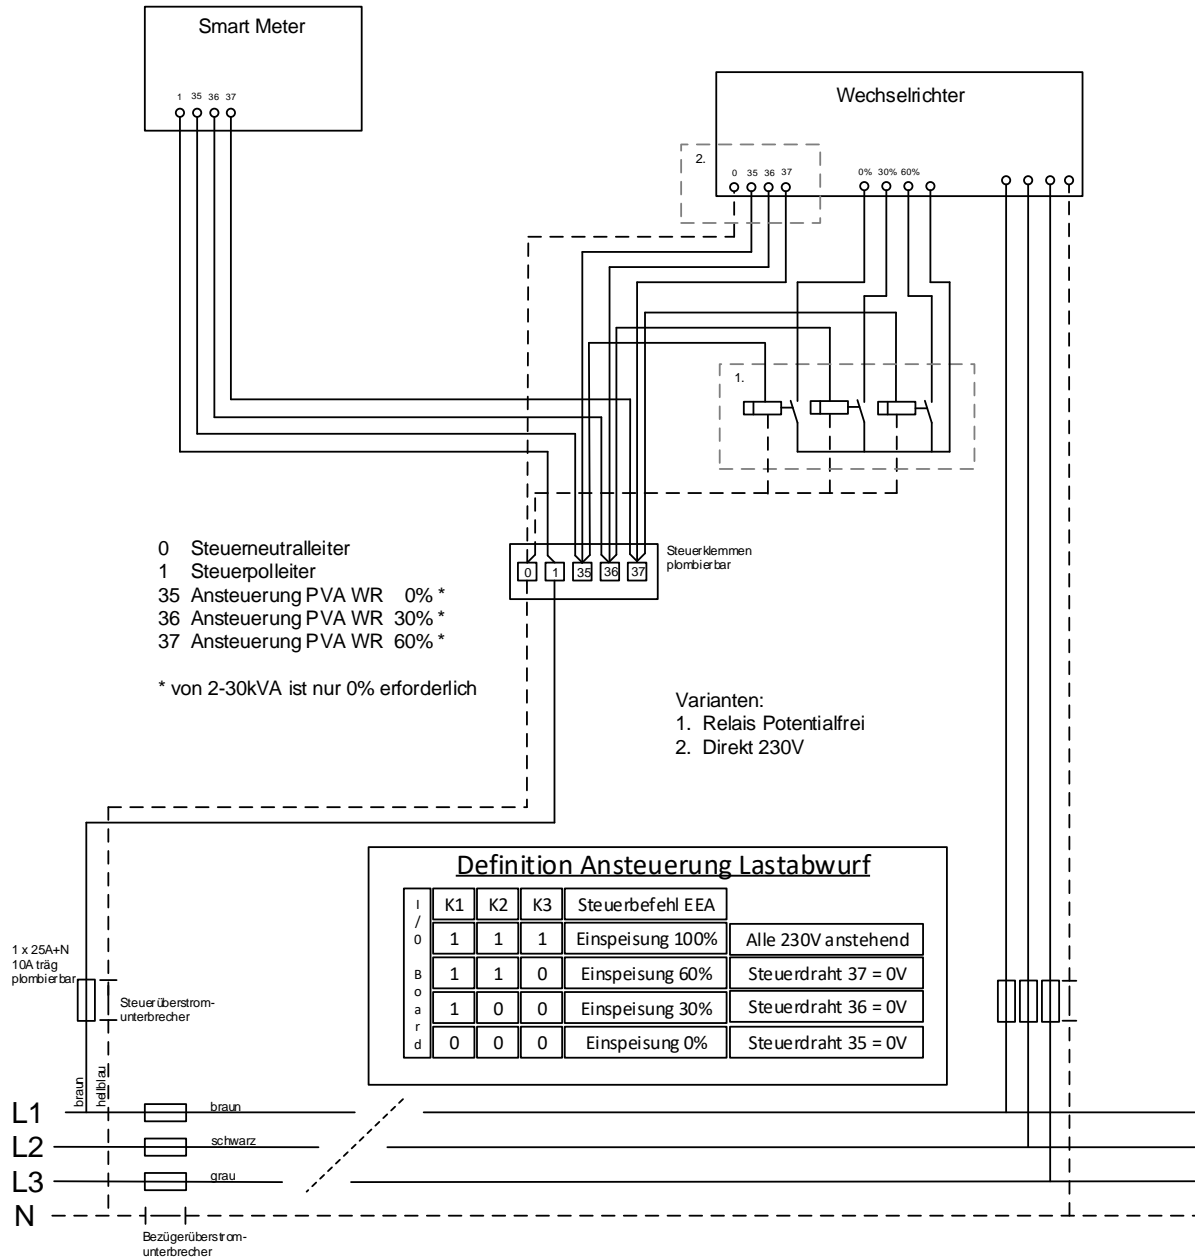 Smart Meter
1 35 36 37
Wechselrichter
2.
0 35 36 37
0% 30% 60%
1.
0 Steuerneutralleiter
1 Steuerpolleiter
35 Ansteuerung PVA WR 0% *
36 Ansteuerung PVA WR 30% *
37 Ansteuerung PVA WR 60% *
* von 2-30kVA ist nur 0% erforderlich
0 1 35 36 37
Steuerklemmen
plombierbar
Varianten:
1. Relais Potentialfrei
2. Direkt 230V
Definition Ansteuerung Lastabwurf
I/0 Board
K1 K2 K3 Steuerbefehl EEA
1 1 1 Einspeisung 100% Alle 230V anstehend
1 1 0 Einspeisung 60% Steuerdraht 37 = 0V
1 0 0 Einspeisung 30% Steuerdraht 36 = 0V
0 0 0 Einspeisung 0% Steuerdraht 35 = 0V
1 x 25A+N
10A träg
plombierbar
Steuerüberstrom-
unterbrecher
braun
hellblau
L1 braun
L2 schwarz
L3 grau
N
Bezügerüberstrom-
unterbrecher